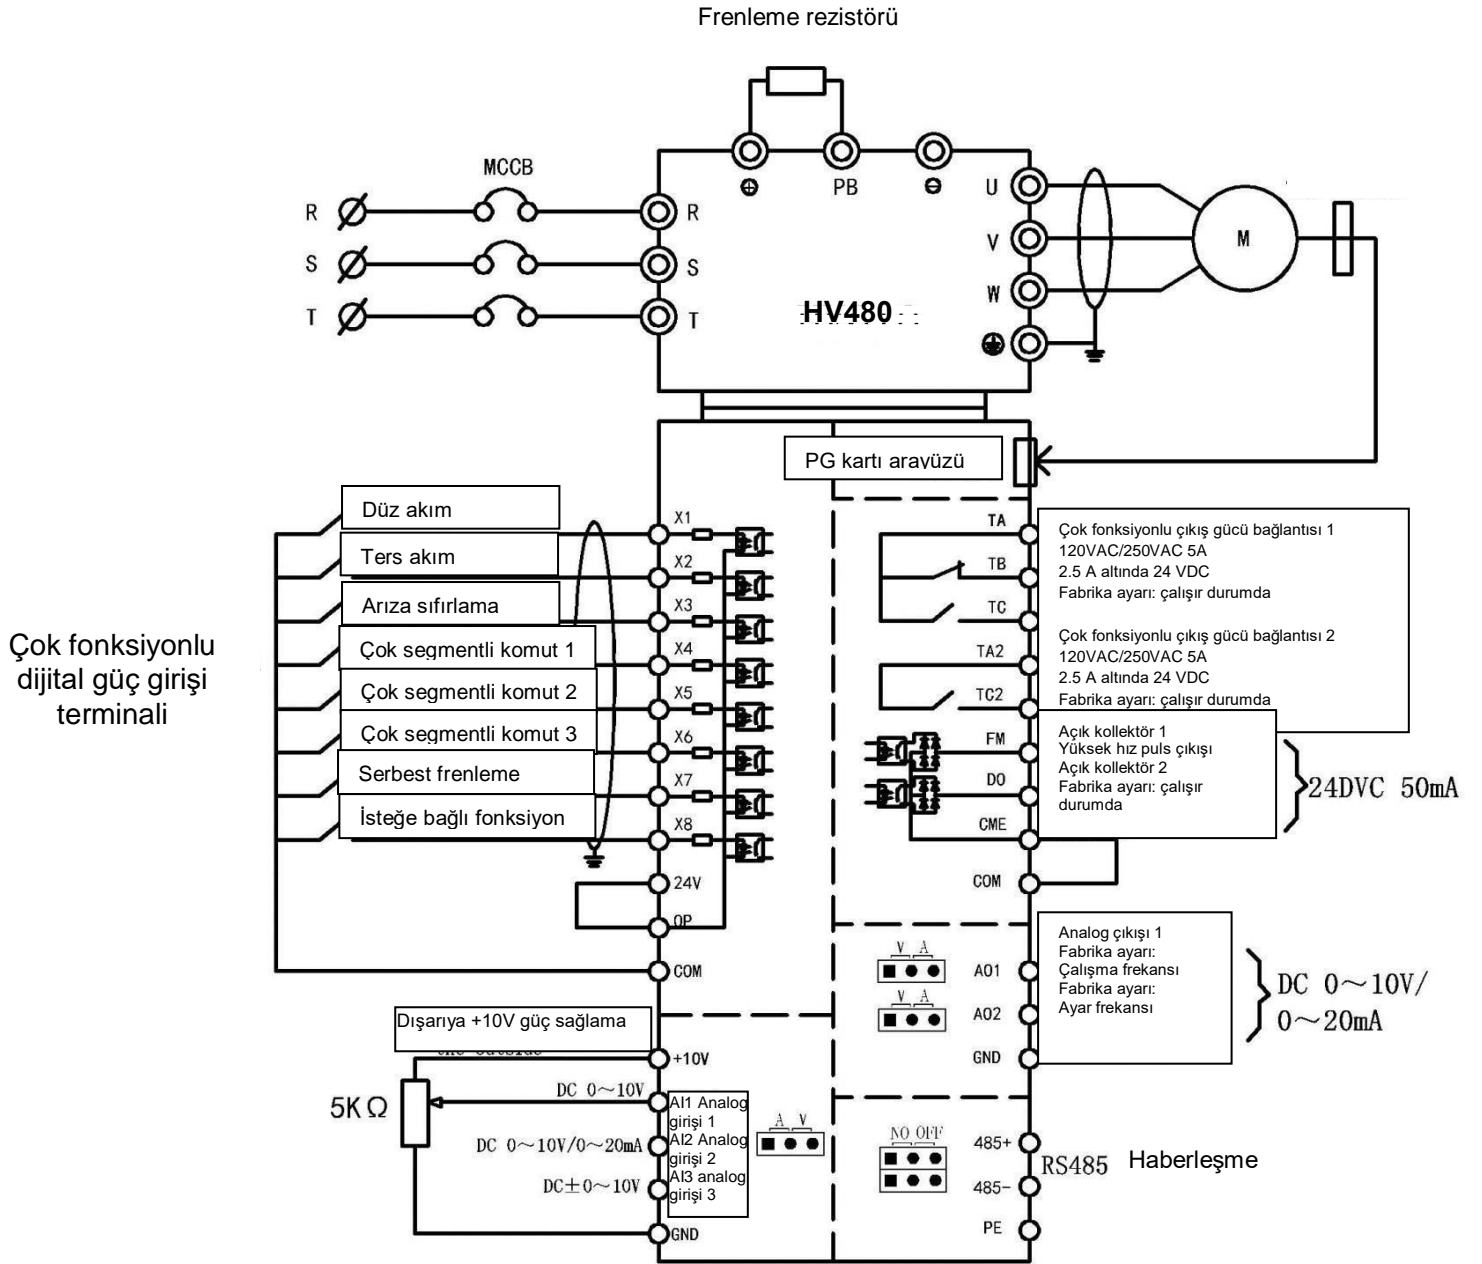 Frenleme rezistörü
MCCB
⊕ PB ⊖
R R
S S
T T
U
V
W
M
HV480
PG kartı arayüzü
Çok fonksiyonlu
dijital güç girişi
terminali
Düz akım
Ters akım
Arıza sıfırlama
Çok segmentli komut 1
Çok segmentli komut 2
Çok segmentli komut 3
Serbest frenleme
İsteğe bağlı fonksiyon
X1
X2
X3
X4
X5
X6
X7
X8
24V
OP
COM
TA
TB
TC
TA2
TC2
FM
DO
CME
COM
Çok fonksiyonlu çıkış gücü bağlantısı 1
120VAC/250VAC 5A
2.5 A altında 24 VDC
Fabrika ayarı: çalışır durumda
Çok fonksiyonlu çıkış gücü bağlantısı 2
120VAC/250VAC 5A
2.5 A altında 24 VDC
Fabrika ayarı: çalışır durumda
Açık kollektör 1
Yüksek hız puls çıkışı
Açık kollektör 2
Fabrika ayarı: çalışır
durumda
24DVC 50mA
V A
AO1
V A
AO2
GND
Analog çıkışı 1
Fabrika ayarı:
Çalışma frekansı
Fabrika ayarı:
Ayar frekansı
DC 0~10V/
0~20mA
Dışarıya +10V güç sağlama
+10V
5KΩ
DC 0~10V
DC 0~10V/0~20mA
DC±0~10V
AI1 Analog
girişi 1
AI2 Analog
girişi 2
AI3 analog
girişi 3
GND
A V
NO OFF
485+
485-
PE
RS485 Haberleşme